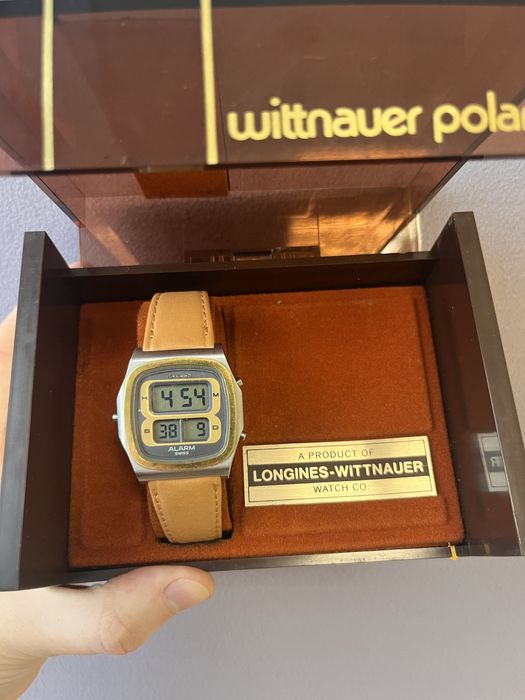 wittnauer polar
4 54
H M
38 9
S D
ALARM
SWISS
A PRODUCT OF
LONGINES-WITTNAUER
WATCH CO.